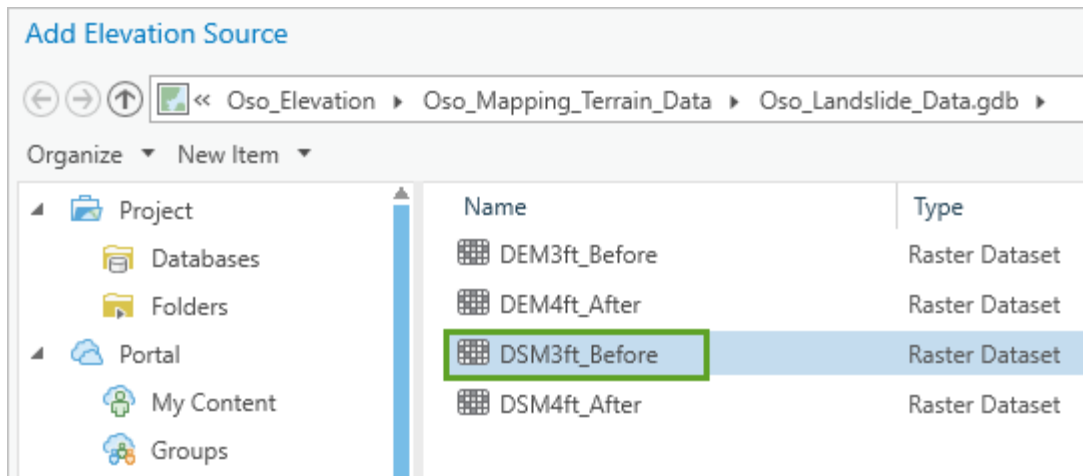 Add Elevation Source
« Oso_Elevation ▸ Oso_Mapping_Terrain_Data ▸ Oso_Landslide_Data.gdb ▸
Organize ▾ New Item ▾
Project
Databases
Folders
Portal
My Content
Groups
Name Type
DEM3ft_Before Raster Dataset
DEM4ft_After Raster Dataset
DSM3ft_Before Raster Dataset
DSM4ft_After Raster Dataset